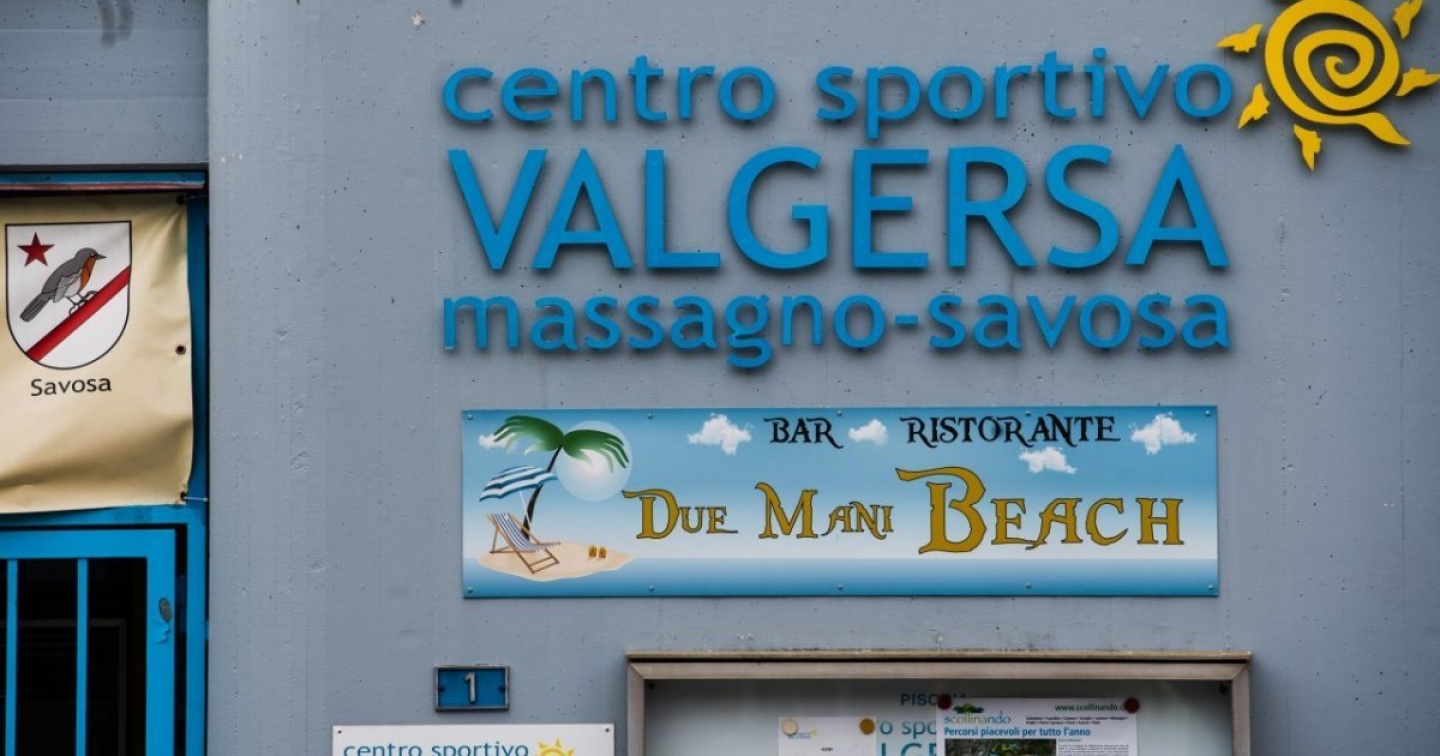 centro sportivo
VALGERSA
massagno-savosa
Savosa
BAR RISTORANTE
DUE MANI BEACH
1
centro sportivo
PISCINA
scollinando
www.scollinando.
Percorsi piacevoli per tutto l'anno